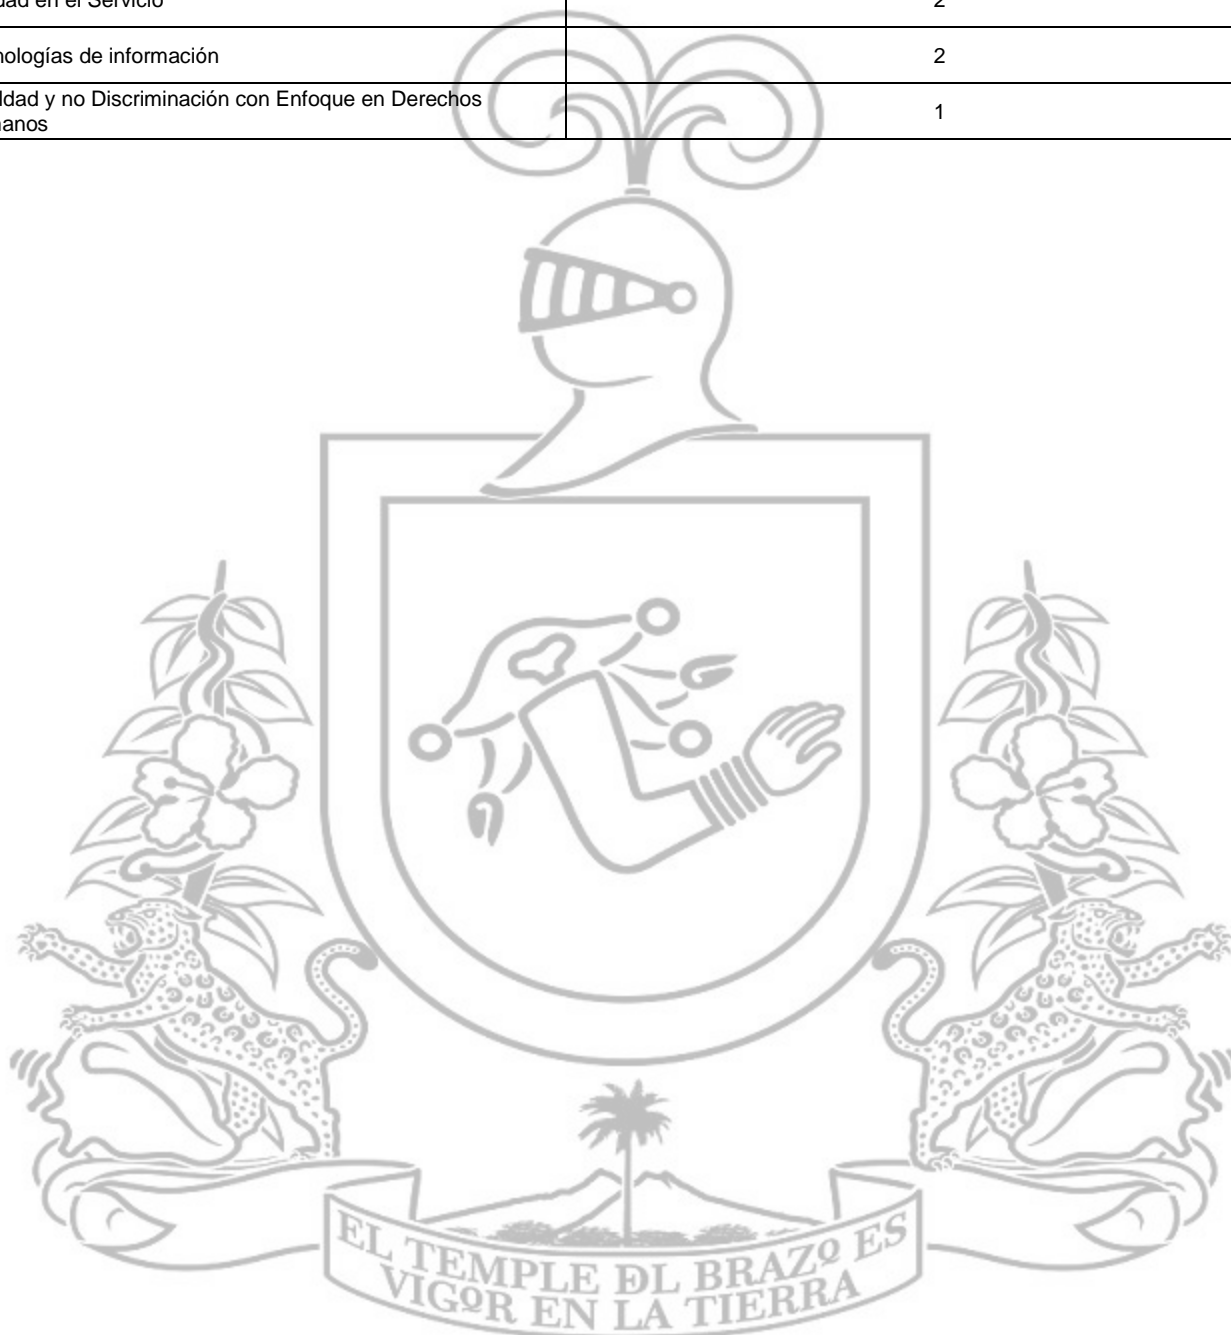 dad en el Servicio 2
nologías de información 2
ldad y no Discriminación con Enfoque en Derechos
anos 1
EL TEMPLE DL BRAZO ES
VIGOR EN LA TIERRA